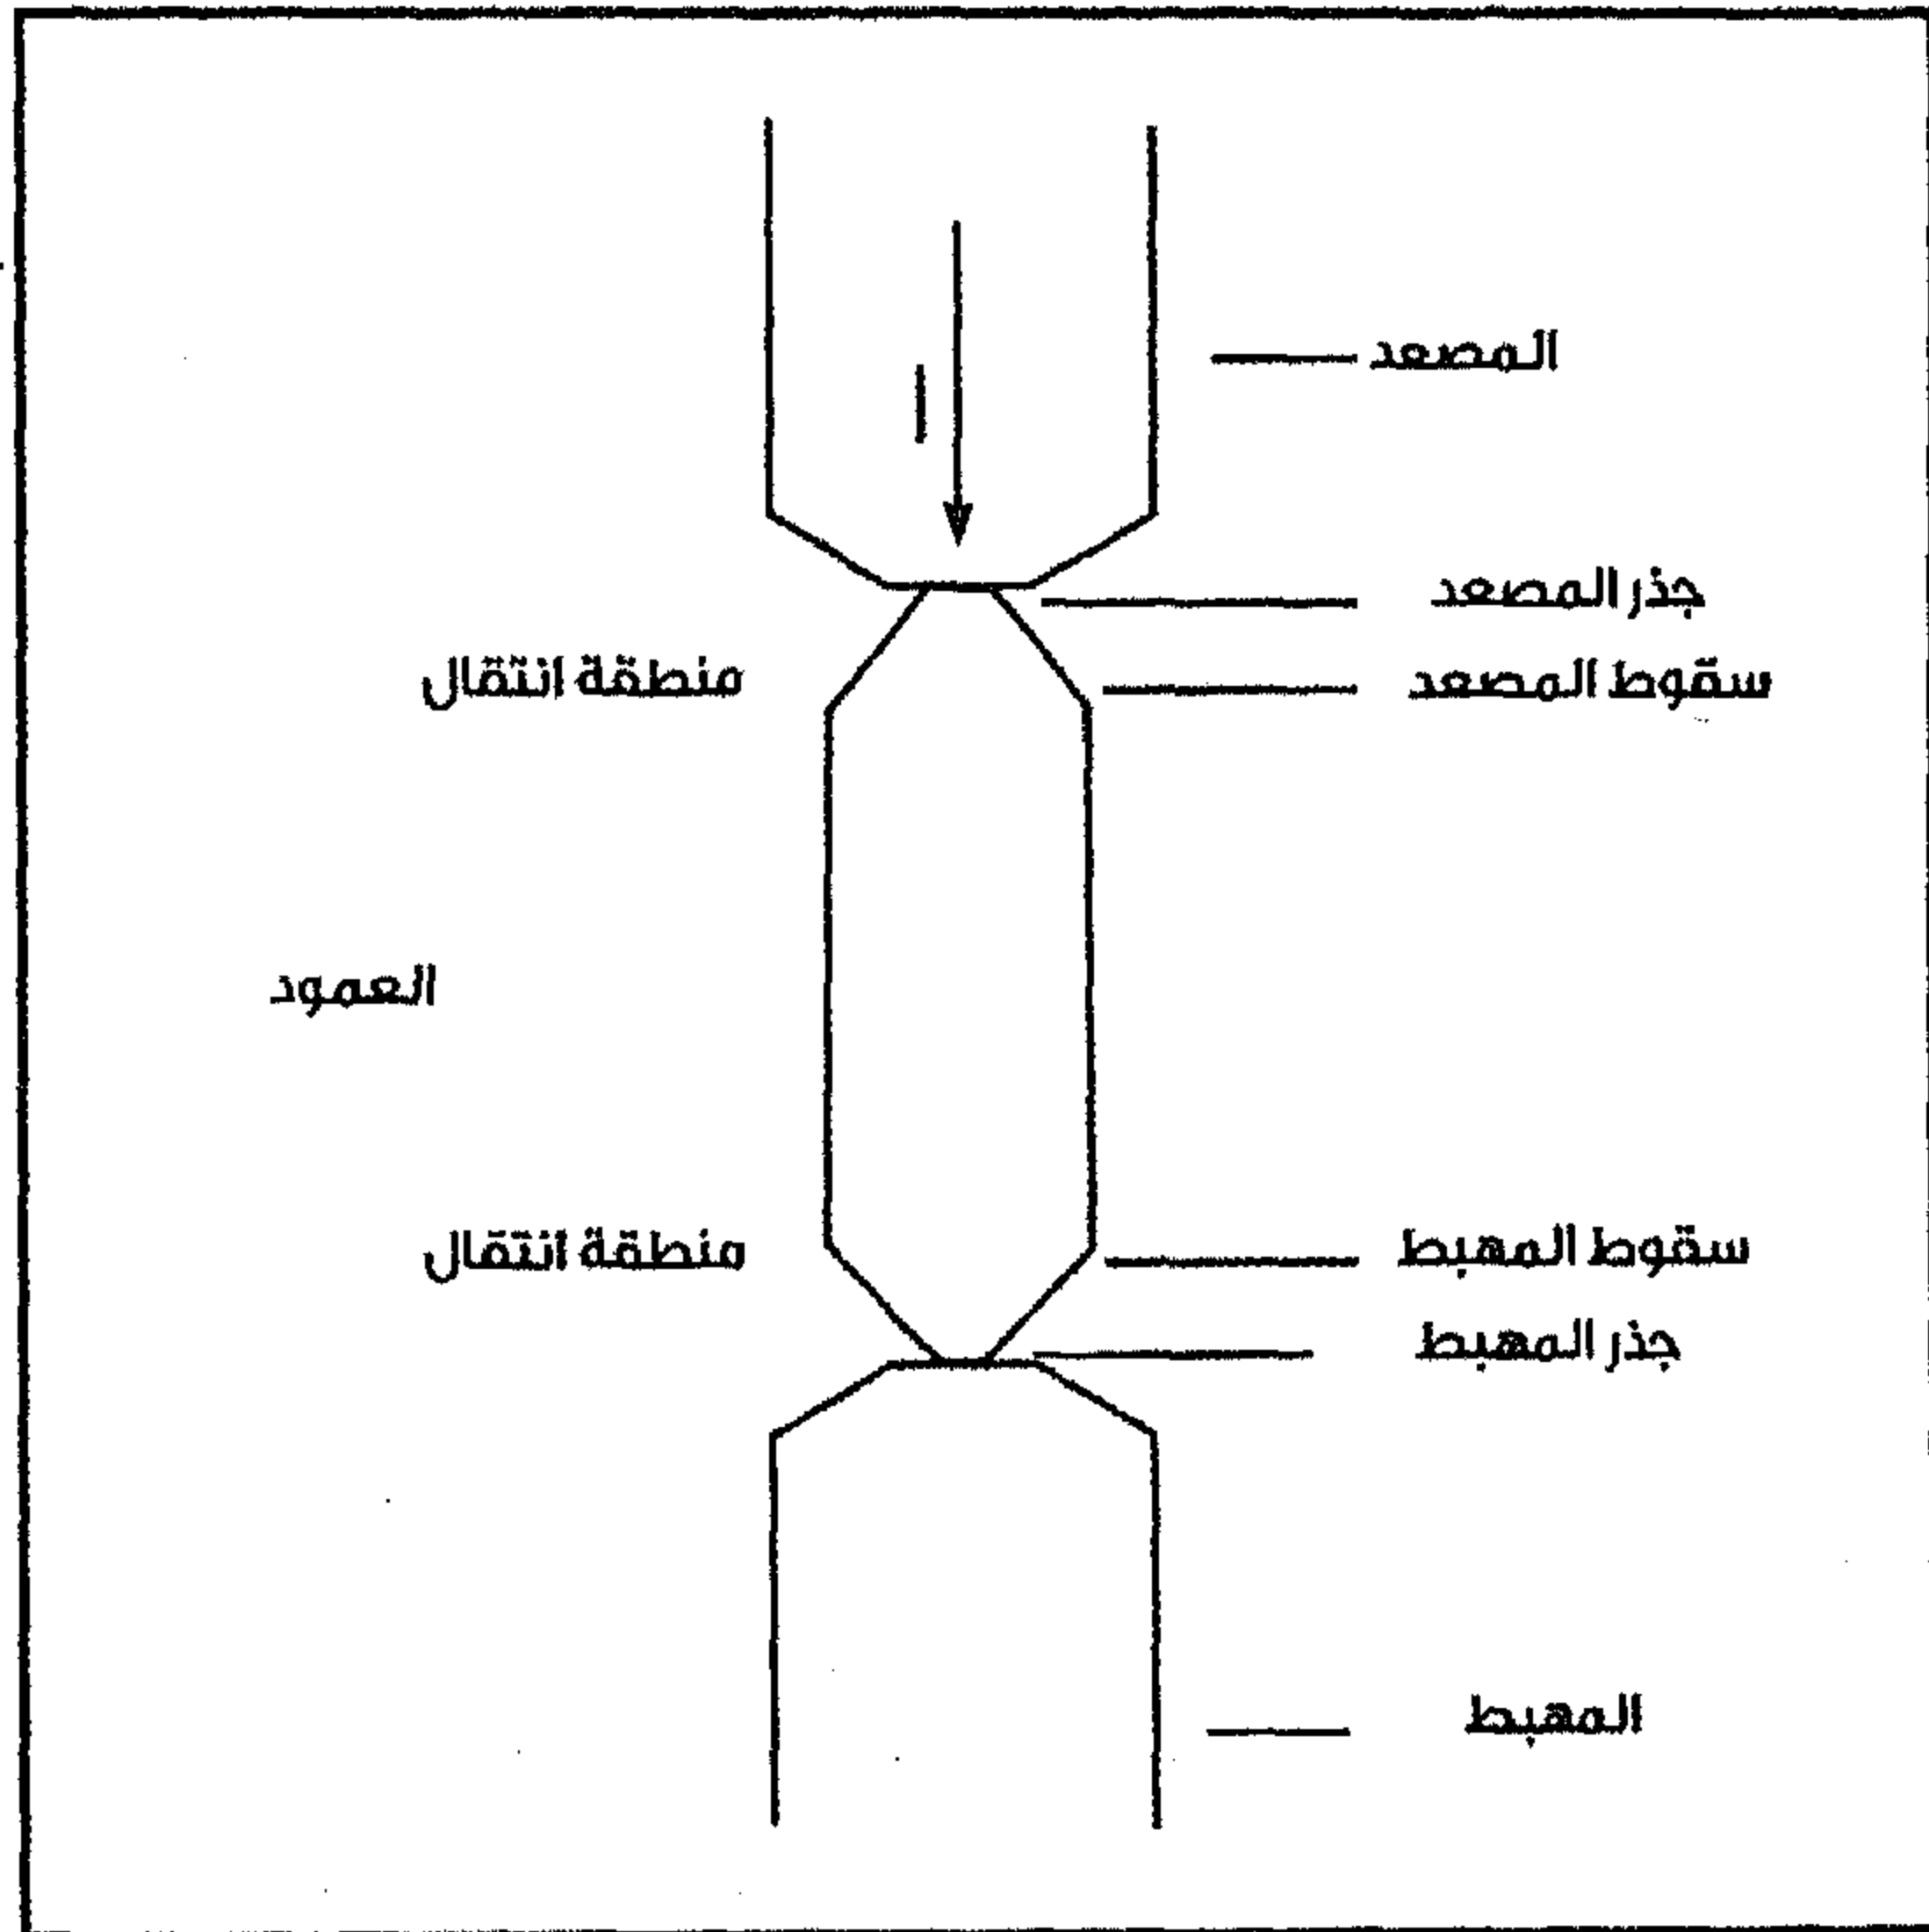 المصعد
I
جذر المصعد
سقوط المصعد
منطقة انتقال
العمود
سقوط المهبط
منطقة انتقال
جذر المهبط
المهبط